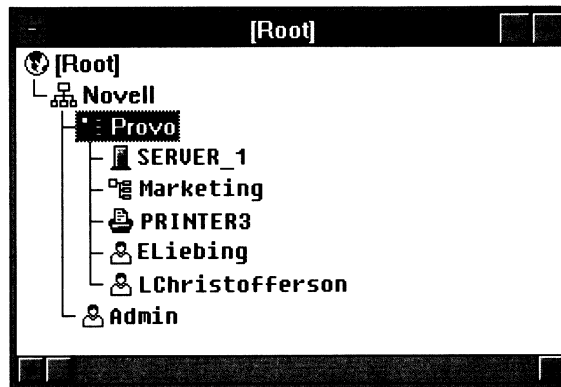 [Root]
[Root]
Novell
Provo
SERVER_1
Marketing
PRINTER3
ELiebing
LChristofferson
Admin